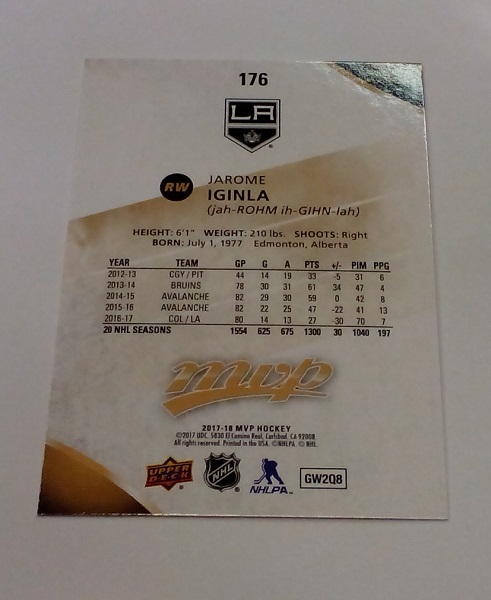 176
LA
RW
JAROME
IGINLA
(jah-ROHM ih-GIHN-lah)
HEIGHT: 6'1" WEIGHT: 210 lbs. SHOOTS: Right
BORN: July 1, 1977 Edmonton, Alberta
YEAR TEAM GP G A PTS +/- PIM PPG
2012-13 CGY / PIT 44 14 19 33 -5 31 6
2013-14 BRUINS 78 30 31 61 34 47 4
2014-15 AVALANCHE 82 29 30 59 0 42 8
2015-16 AVALANCHE 82 22 25 47 -22 41 13
2016-17 COL / LA 80 14 13 27 -30 70 7
20 NHL SEASONS 1554 625 675 1300 30 1040 197
mvp
2017-18 MVP HOCKEY
©2017 UDC. 5830 El Camino Real, Carlsbad, CA 92008.
All rights reserved. Printed in the USA. ©NHLPA © NHL.
UPPER DECK NHL NHLPA GW2Q8